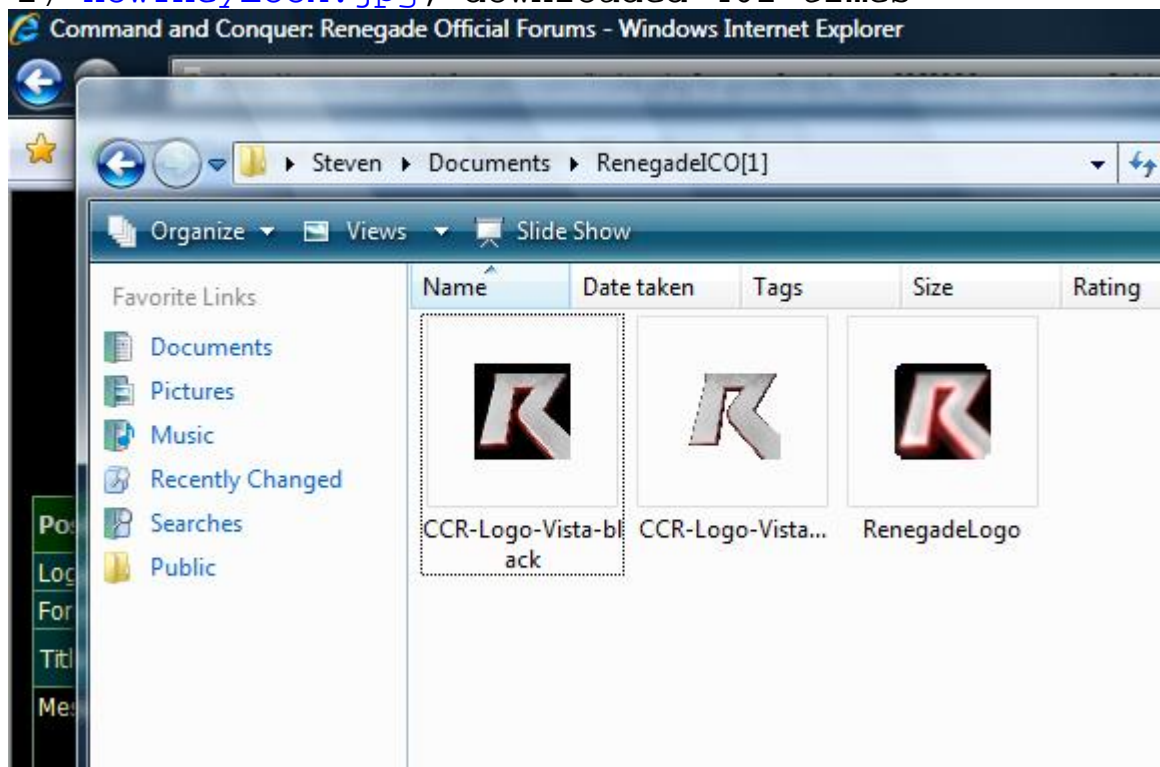 Command and Conquer: Renegade Official Forums - Windows Internet Explorer
Steven Documents RenegadeICO[1]
Organize Views Slide Show
Favorite Links
Name Date taken Tags Size Rating
Documents
Pictures
Music
Recently Changed
Searches
Public
CCR-Logo-Vista-bl
ack
CCR-Logo-Vista...
RenegadeLogo
Pos
Log
For
Titl
Mes